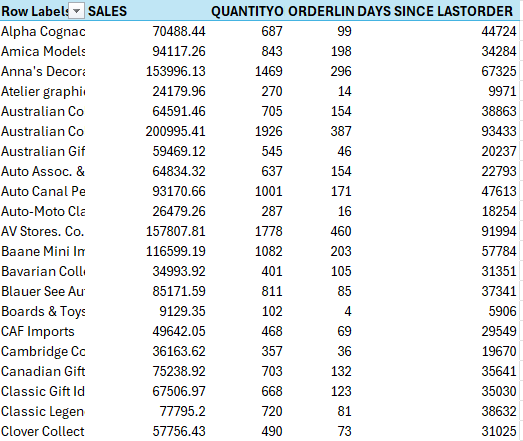 Row Labels SALES QUANTITYO ORDERLIN DAYS SINCE LASTORDER
Alpha Cognac 70488.44 687 99 44724
Amica Models 94117.26 843 198 34284
Anna's Decora 153996.13 1469 296 67325
Atelier graphi 24179.96 270 14 9971
Australian Co 64591.46 705 154 38863
Australian Co 200995.41 1926 387 93433
Australian Gif 59469.12 545 46 20237
Auto Assoc. & 64834.32 637 154 22793
Auto Canal Pe 93170.66 1001 171 47613
Auto-Moto Cla 26479.26 287 16 18254
AV Stores. Co. 157807.81 1778 460 91994
Baane Mini Im 116599.19 1082 203 57784
Bavarian Colle 34993.92 401 105 31351
Blauer See Au 85171.59 811 85 37341
Boards & Toys 9129.35 102 4 5906
CAF Imports 49642.05 468 69 29549
Cambridge Co 36163.62 357 36 19670
Canadian Gift 75238.92 703 132 35641
Classic Gift Id 67506.97 668 123 35030
Classic Legen 77795.2 720 81 38632
Clover Collect 57756.43 490 73 31025